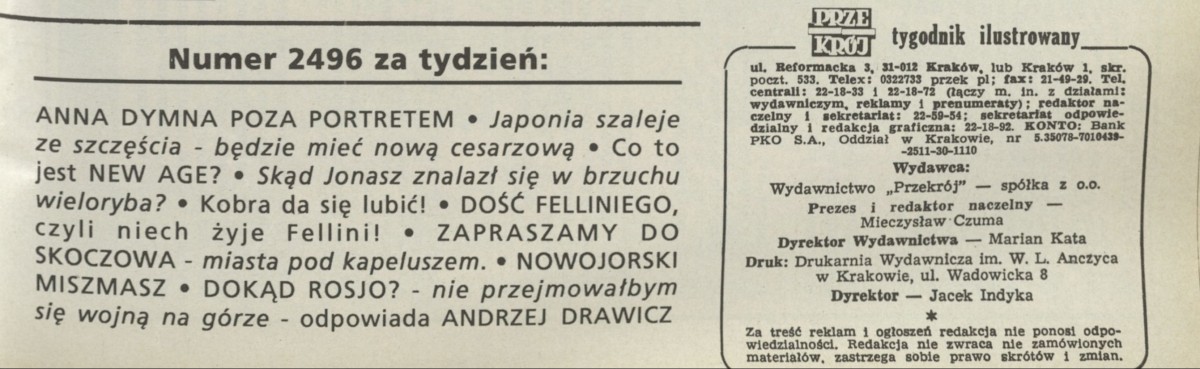 Numer 2496 za tydzień:
ANNA DYMNA POZA PORTRETEM • Japonia szaleje
ze szczęścia - będzie mieć nową cesarzową • Co to
jest NEW AGE? • Skąd Jonasz znalazł się w brzuchu
wieloryba? • Kobra da się lubić! • DOŚĆ FELLINIEGO,
czyli niech żyje Fellini! • ZAPRASZAMY DO
SKOCZOWA - miasta pod kapeluszem. • NOWOJORSKI
MISZMASZ • DOKĄD ROSJO? - nie przejmowałbym
się wojną na górze - odpowiada ANDRZEJ DRAWICZ
PRZE
KRÓJ
tygodnik ilustrowany
ul. Reformacka 3, 31-012 Kraków, lub Kraków 1, skr.
poczt. 533. Telex: 0322733 przek pl; fax: 21-49-29. Tel.
centrali: 22-18-33 i 22-18-72 (łączy m. in. z działami:
wydawniczym, reklamy i prenumeraty); redaktor na-
czelny i sekretariat: 22-59-54; sekretariat odpowie-
dzialny i redakcja graficzna: 22-18-92. KONTO: Bank
PKO S.A., Oddział w Krakowie, nr 5.35078-7010439-
-2511-30-1110
Wydawca:
Wydawnictwo „Przekrój” — spółka z o.o.
Prezes i redaktor naczelny —
Mieczysław Czuma
Dyrektor Wydawnictwa — Marian Kata
Druk: Drukarnia Wydawnicza im. W. L. Anczyca
w Krakowie, ul. Wadowicka 8
Dyrektor — Jacek Indyka
*
Za treść reklam i ogłoszeń redakcja nie ponosi odpo-
wiedzialności. Redakcja nie zwraca nie zamówionych
materiałów, zastrzega sobie prawo skrótów i zmian.